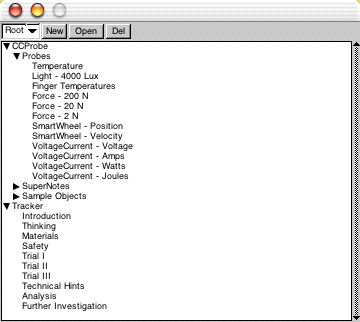 Root New Open Del
CCProbe
Probes
Temperature
Light - 4000 Lux
Finger Temperatures
Force - 200 N
Force - 20 N
Force - 2 N
SmartWheel - Position
SmartWheel - Velocity
VoltageCurrent - Voltage
VoltageCurrent - Amps
VoltageCurrent - Watts
VoltageCurrent - Joules
SuperNotes
Sample Objects
Tracker
Introduction
Thinking
Materials
Safety
Trial I
Trial II
Trial III
Technical Hints
Analysis
Further Investigation